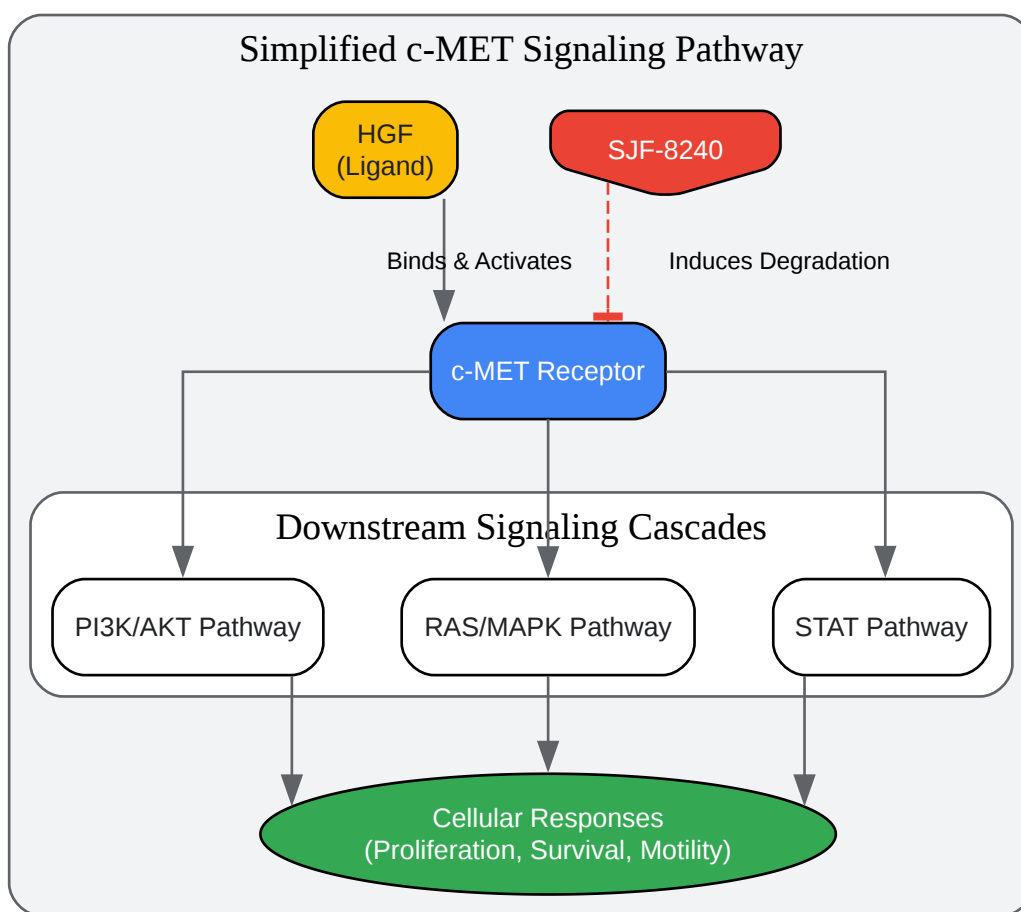 Simplified c-MET Signaling Pathway
HGF
(Ligand)
SJF-8240
Binds & Activates
Induces Degradation
c-MET Receptor
Downstream Signaling Cascades
PI3K/AKT Pathway
RAS/MAPK Pathway
STAT Pathway
Cellular Responses
(Proliferation, Survival, Motility)